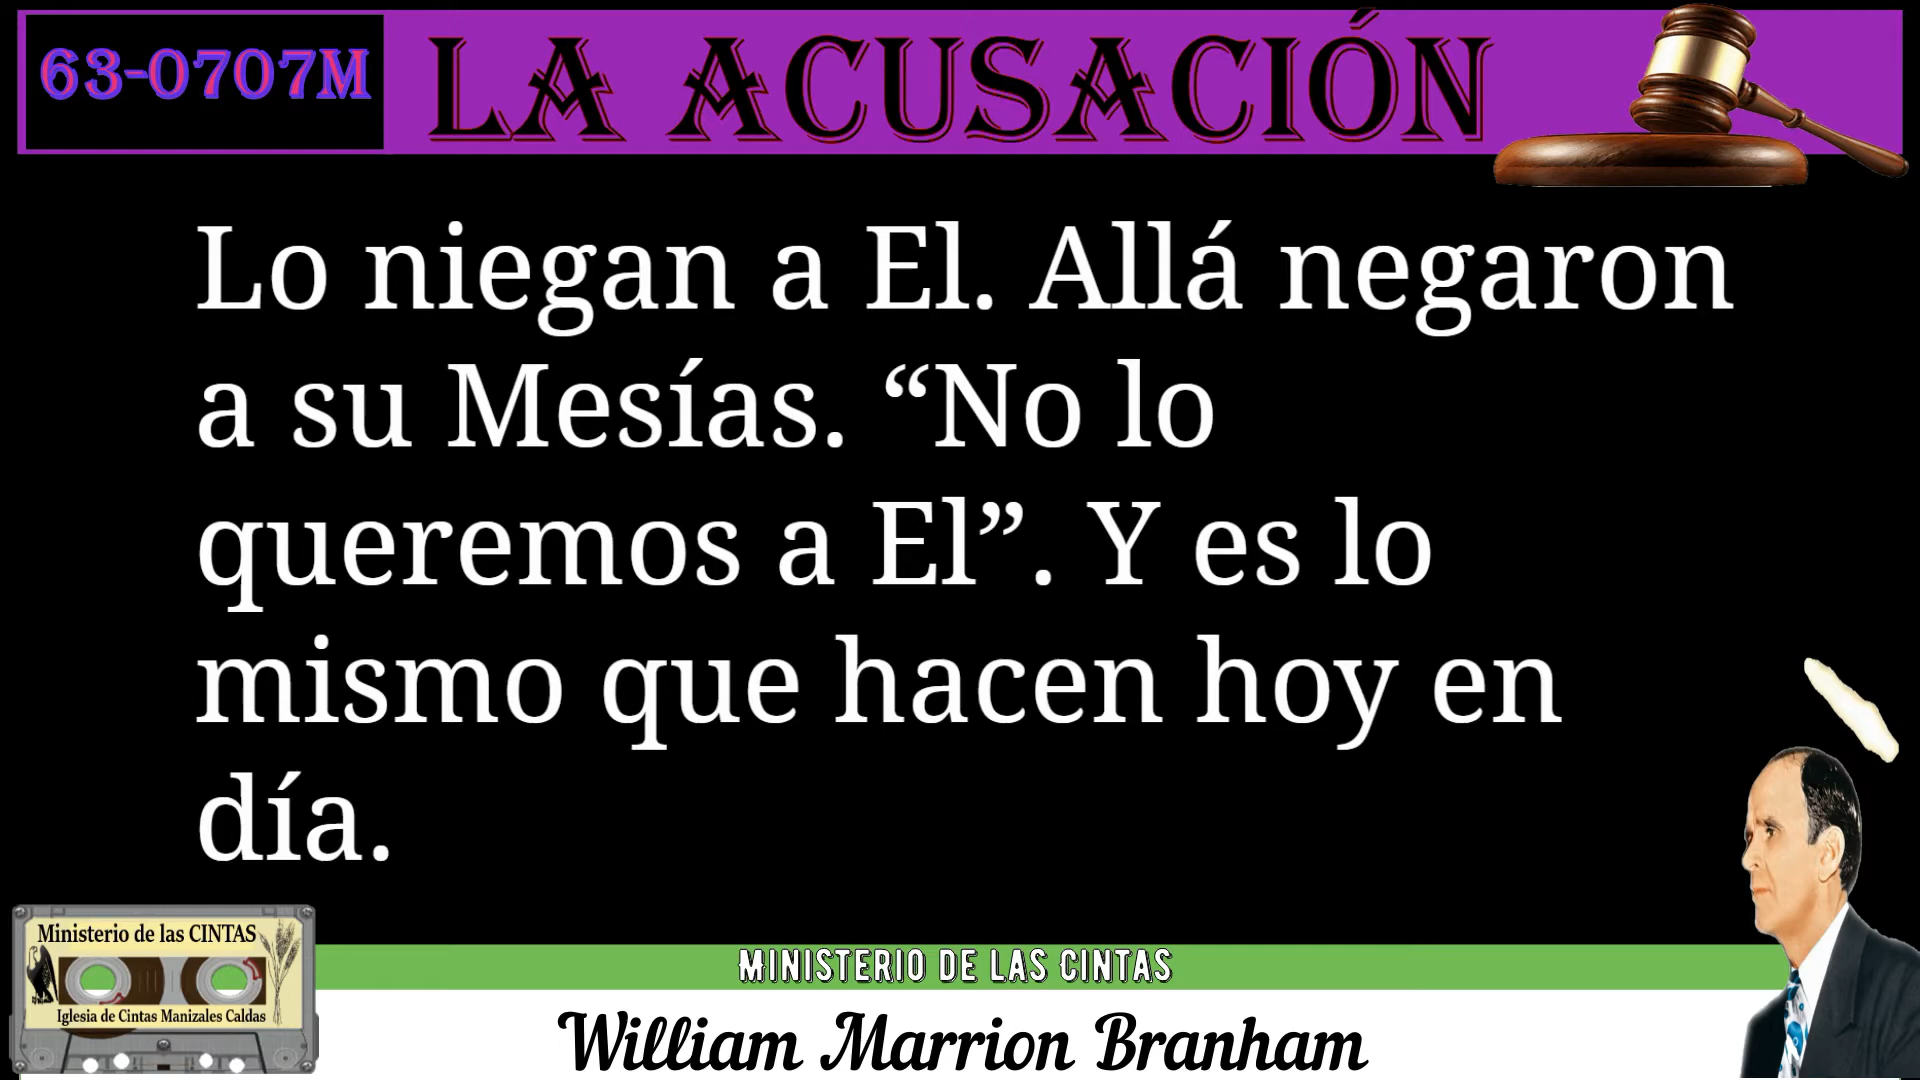 63-0707M
LA ACUSACIÓN
Lo niegan a El. Allá negaron
a su Mesías. “No lo
queremos a El”. Y es lo
mismo que hacen hoy en
día.
Ministerio de las CINTAS
Iglesia de Cintas Manizales Caldas
MINISTERIO DE LAS CINTAS
William Marrion Branham